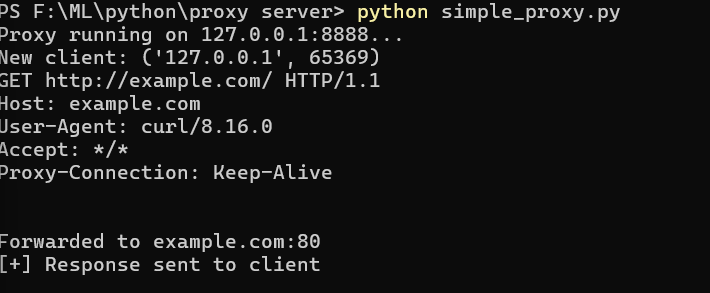 PS F:\ML\python\proxy server> python simple_proxy.py
Proxy running on 127.0.0.1:8888...
New client: ('127.0.0.1', 65369)
GET http://example.com/ HTTP/1.1
Host: example.com
User-Agent: curl/8.16.0
Accept: */*
Proxy-Connection: Keep-Alive
Forwarded to example.com:80
[+] Response sent to client